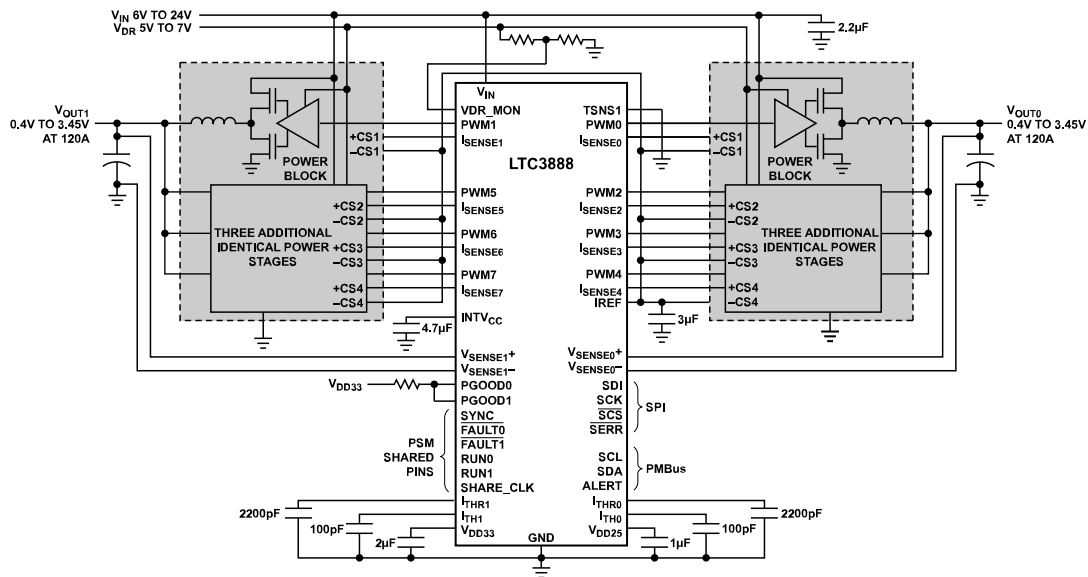 VIN 6V TO 24V
VDR 5V TO 7V
2.2µF
VOUT1
0.4V TO 3.45V
AT 120A
POWER
BLOCK
+CS1
–CS1
THREE ADDITIONAL
IDENTICAL POWER
STAGES
+CS2
–CS2
+CS3
–CS3
+CS4
–CS4
4.7µF
VDD33
PSM
SHARED
PINS
2200pF
100pF
2µF
VIN
LTC3888
VDR_MON
PWM1
ISENSE1
PWM5
ISENSE5
PWM6
ISENSE6
PWM7
ISENSE7
INTVCC
VSENSE1+
VSENSE1–
PGOOD0
PGOOD1
SYNC
FAULT0
FAULT1
RUN0
RUN1
SHARE_CLK
ITHR1
ITH1
VDD33
GND
TSNS1
PWM0
ISENSE0
PWM2
ISENSE2
PWM3
ISENSE3
PWM4
ISENSE4
IREF
VSENSE0+
VSENSE0–
SDI
SCK
SCS
SERR
SCL
SDA
ALERT
ITHR0
ITH0
VDD25
SPI
PMBus
3µF
1µF
100pF
2200pF
+CS1
–CS1
POWER
BLOCK
+CS2
–CS2
+CS3
–CS3
+CS4
–CS4
THREE ADDITIONAL
IDENTICAL POWER
STAGES
VOUT0
0.4V TO 3.45V
AT 120A